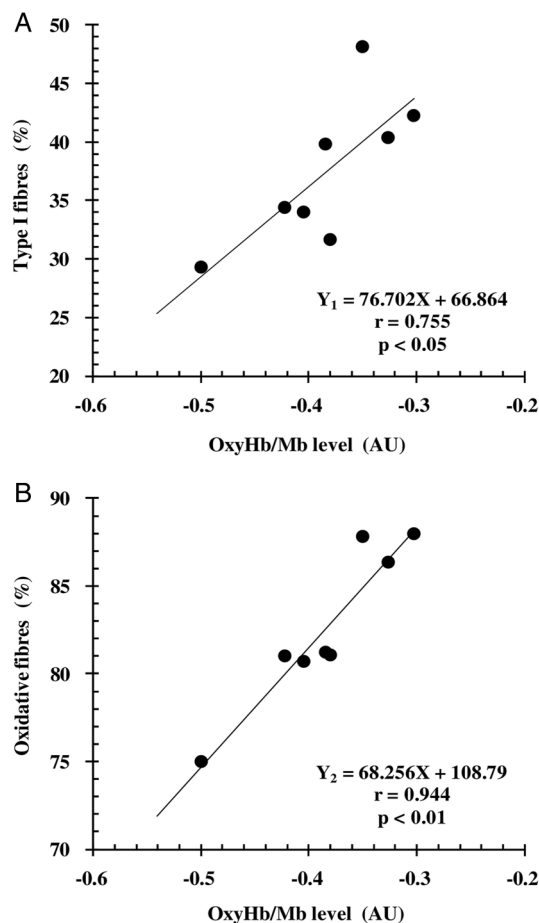 A
50
45
40
35
30
25
20
Type I fibres (%)
Y₁ = 76.702X + 66.864
r = 0.755
p < 0.05
-0.6 -0.5 -0.4 -0.3 -0.2
OxyHb/Mb level (AU)
B
90
85
80
75
70
Oxidative fibres (%)
Y₂ = 68.256X + 108.79
r = 0.944
p < 0.01
-0.6 -0.5 -0.4 -0.3 -0.2
OxyHb/Mb level (AU)